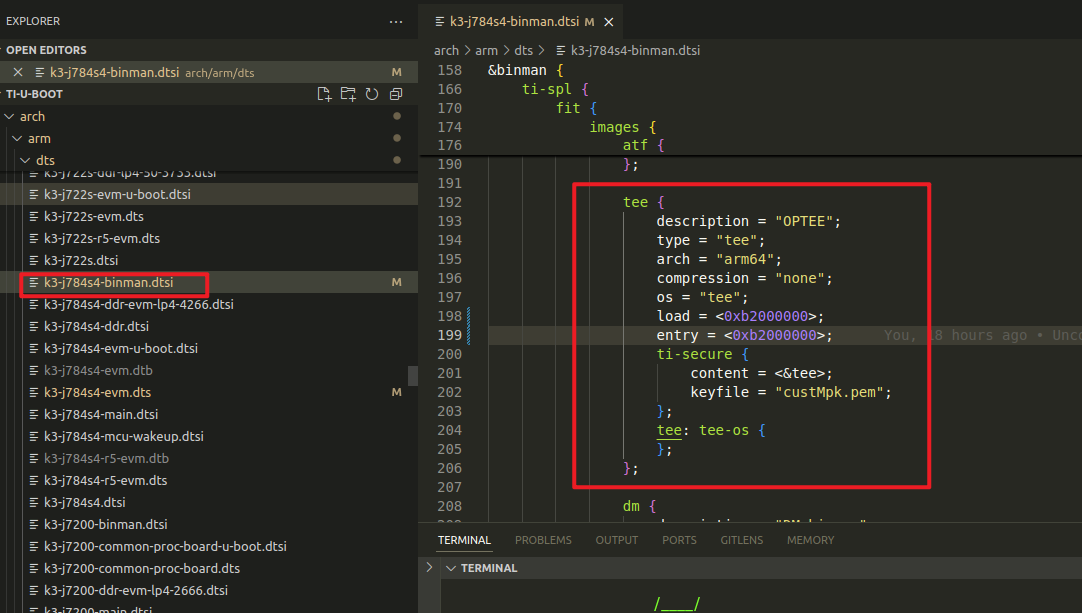 EXPLORER
OPEN EDITORS
k3-j784s4-binman.dtsi arch/arm/dts M
TI-U-BOOT
arch
arm
dts
k3-j722s-ddr-lp4-50-3733.dtsi
k3-j722s-evm-u-boot.dtsi
k3-j722s-evm.dts
k3-j722s-r5-evm.dts
k3-j722s.dtsi
k3-j784s4-binman.dtsi M
k3-j784s4-ddr-evm-lp4-4266.dtsi
k3-j784s4-ddr.dtsi
k3-j784s4-evm-u-boot.dtsi
k3-j784s4-evm.dtb
k3-j784s4-evm.dts M
k3-j784s4-main.dtsi
k3-j784s4-mcu-wakeup.dtsi
k3-j784s4-r5-evm.dtb
k3-j784s4-r5-evm.dts
k3-j784s4.dtsi
k3-j7200-binman.dtsi
k3-j7200-common-proc-board-u-boot.dtsi
k3-j7200-common-proc-board.dts
k3-j7200-ddr-evm-lp4-2666.dtsi
k3-j7200-main.dtsi
k3-j784s4-binman.dtsi M
arch > arm > dts > k3-j784s4-binman.dtsi
158 &binman {
166 ti-spl {
170 fit {
174 images {
176 atf {
190 };
191
192 tee {
193 description = "OPTEE";
194 type = "tee";
195 arch = "arm64";
196 compression = "none";
197 os = "tee";
198 load = <0xb2000000>;
199 entry = <0xb2000000>; You, 18 hours ago • Unco
200 ti-secure {
201 content = <&tee>;
202 keyfile = "custMpk.pem";
203 };
204 tee: tee-os {
205 };
206 };
207
208 dm {
TERMINAL PROBLEMS OUTPUT PORTS GITLENS MEMORY
TERMINAL
/____/